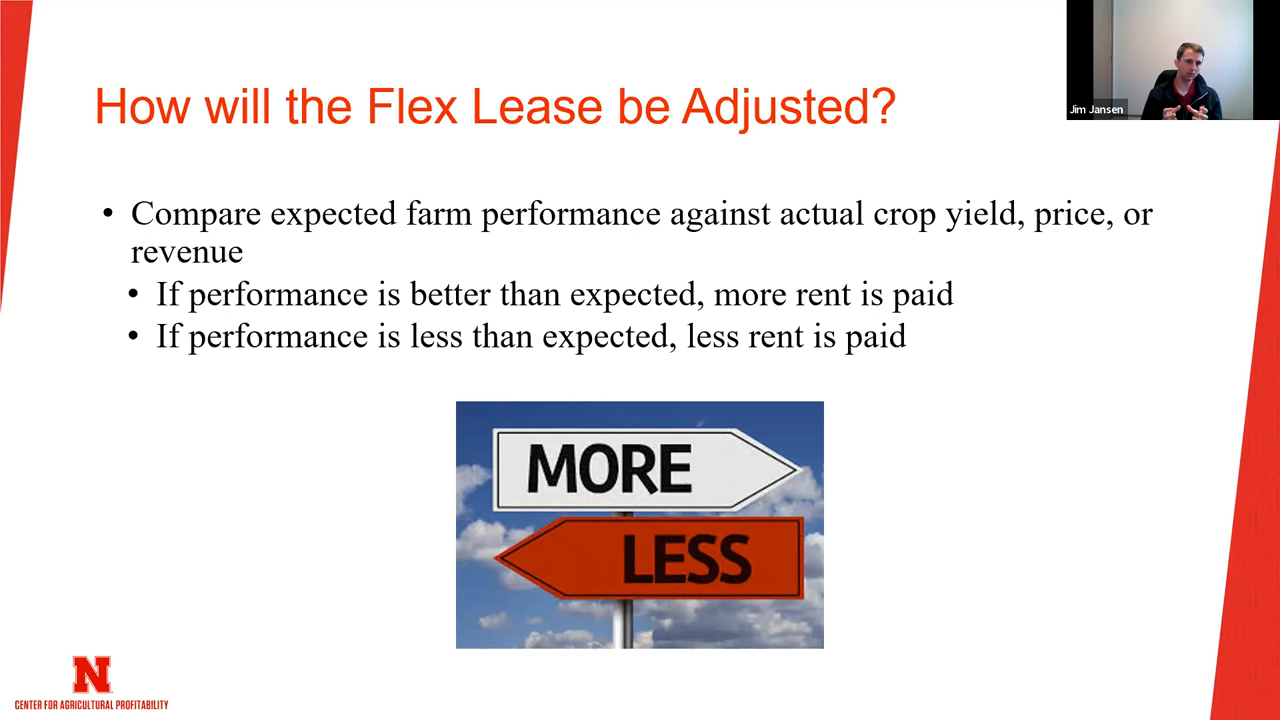 Jim Jansen
How will the Flex Lease be Adjusted?
• Compare expected farm performance against actual crop yield, price, or
revenue
• If performance is better than expected, more rent is paid
• If performance is less than expected, less rent is paid
MORE
LESS
N
CENTER FOR AGRICULTURAL PROFITABILITY